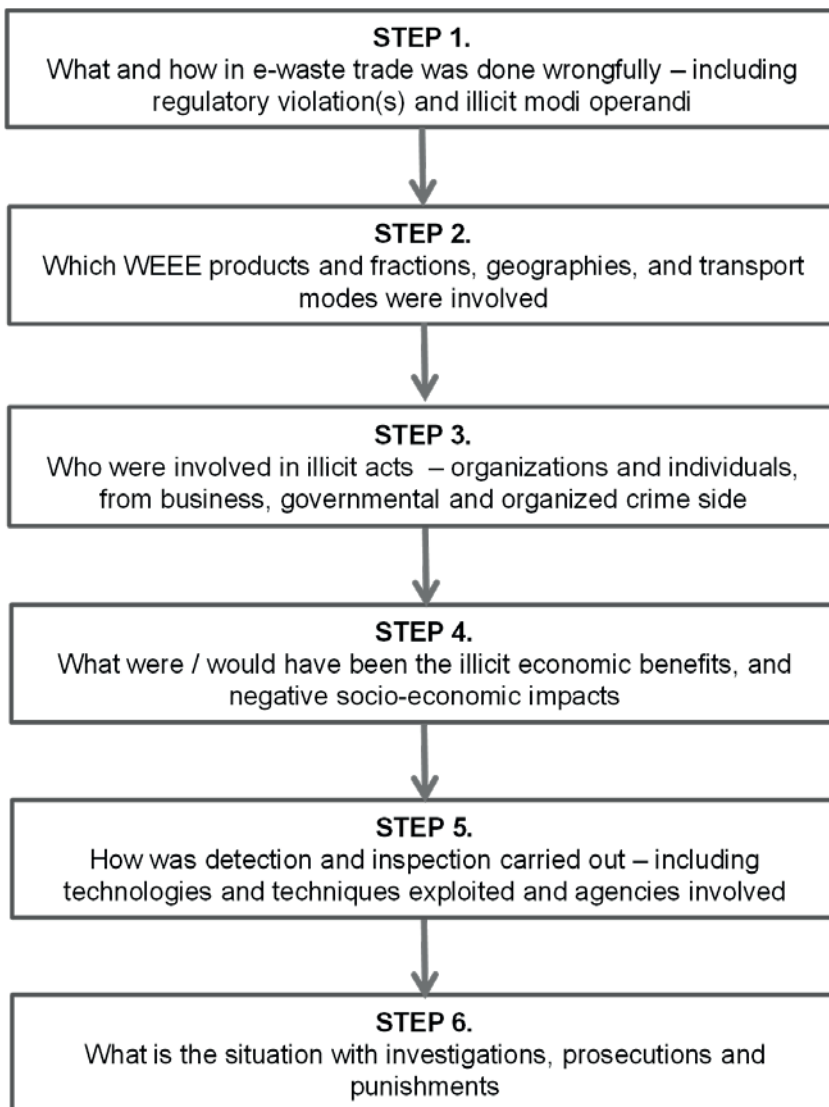 STEP 1.
What and how in e-waste trade was done wrongfully – including
regulatory violation(s) and illicit modi operandi
STEP 2.
Which WEEE products and fractions, geographies, and transport
modes were involved
STEP 3.
Who were involved in illicit acts – organizations and individuals,
from business, governmental and organized crime side
STEP 4.
What were / would have been the illicit economic benefits, and
negative socio-economic impacts
STEP 5.
How was detection and inspection carried out – including
technologies and techniques exploited and agencies involved
STEP 6.
What is the situation with investigations, prosecutions and
punishments